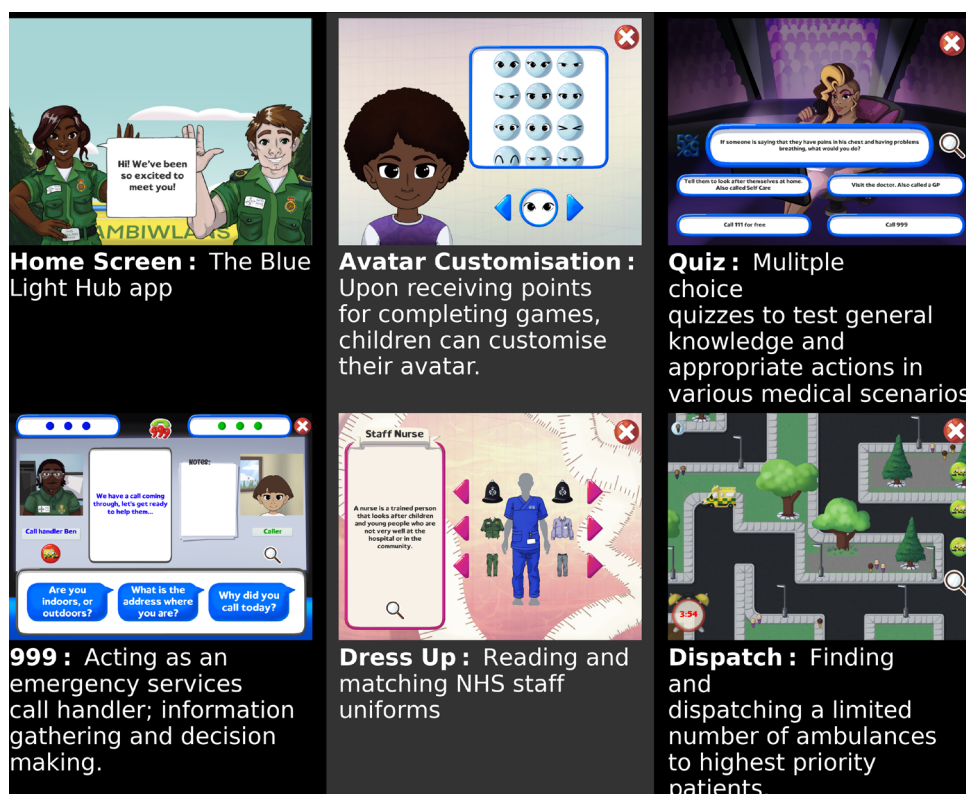 Hi! We've been
so excited to
meet you!
AMBIWLANS
Home Screen: The Blue
Light Hub app
Avatar Customisation:
Upon receiving points
for completing games,
children can customise
their avatar.
If someone is saying that they have pains in his chest and having problems
breathing, what would you do?
Tell them to look after themselves at home.
Also called Self Care
Visit the doctor. Also called a GP
Call 111 for free
Call 999
Quiz: Mulitple
choice
quizzes to test general
knowledge and
appropriate actions in
various medical scenarios
999
NOTES:
We have a call coming
through, let's get ready
to help them...
Call handler Ben
Caller
Are you
indoors, or
outdoors?
What is the
address where
you are?
Why did you
call today?
999: Acting as an
emergency services
call handler; information
gathering and decision
making.
Staff Nurse
A nurse is a trained person
that looks after children
and young people who are
not very well at the
hospital or in the
community.
Dress Up: Reading and
matching NHS staff
uniforms
3:54
Dispatch: Finding
and
dispatching a limited
number of ambulances
to highest priority
patients